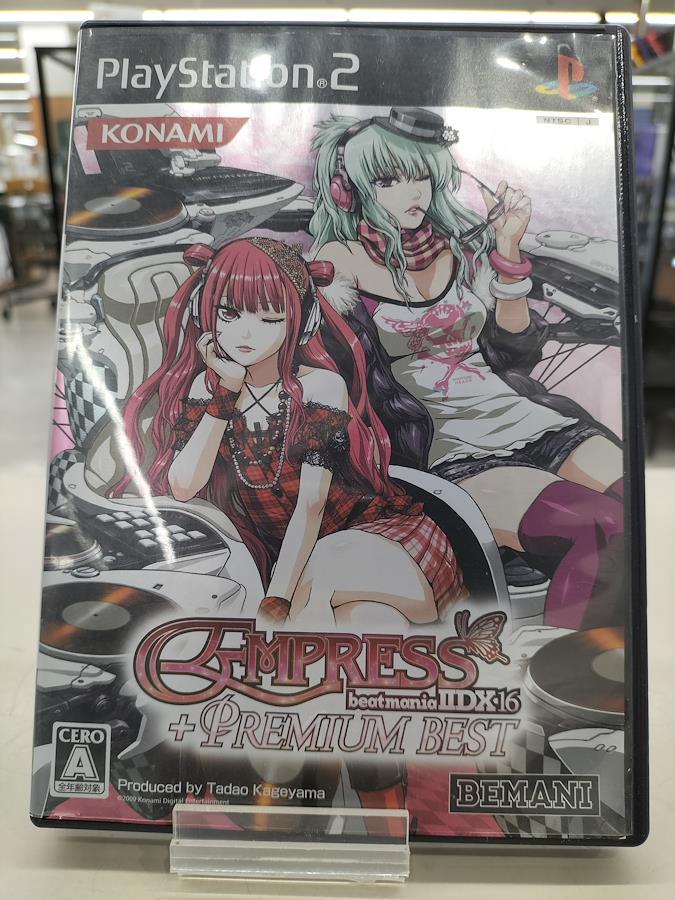 PlayStation®2
NTSC J
KONAMI
EMPRESS
beatmania IIDX 16
+ PREMIUM BEST
CERO
A
全年齢対象
Produced by Tadao Kageyama
©2009 Konami Digital Entertainment
BEMANI